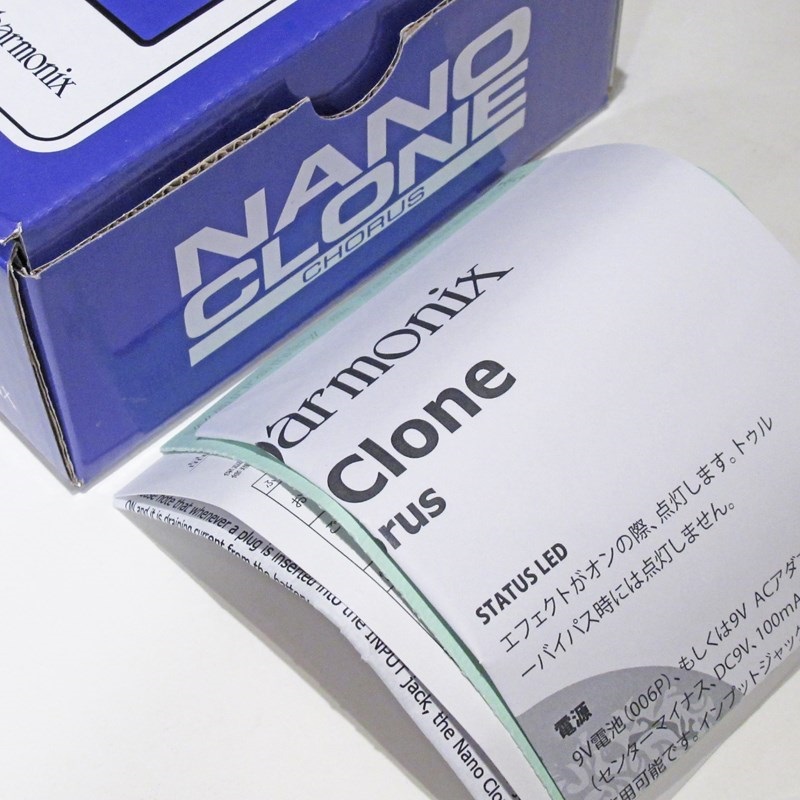 armonix
NANO
CLONE
CHORUS
armonix
Clone
rus
STATUS LED
エフェクトがオンの際、点灯します。トゥル
ーバイパス時には点灯しません。
電源
9V電池(006P)、もしくは9V ACアダプ
(センターマイナス、DC9V、100mA
用可能です。インプットジャック
note that whenever a plug is inserted into the INPUT jack, the Nano Clo
ON and it is draining current from the battery